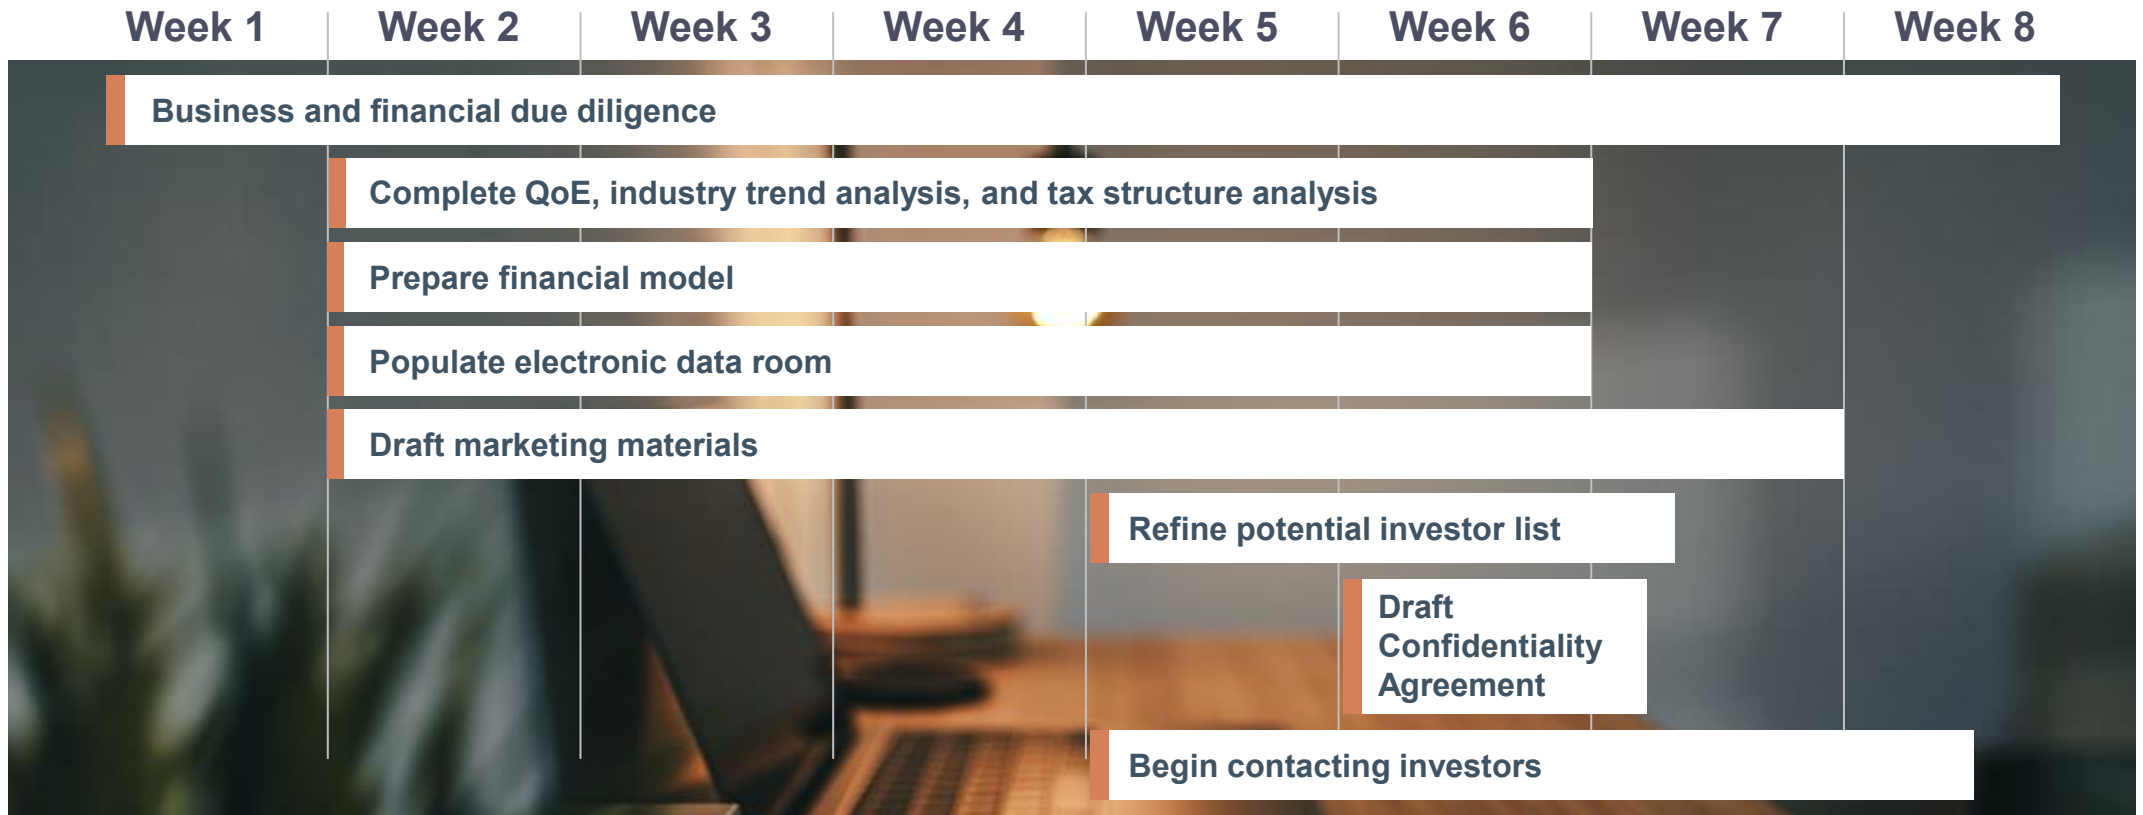 Week 1 Week 2 Week 3 Week 4 Week 5 Week 6 Week 7 Week 8
Business and financial due diligence
Complete QoE, industry trend analysis, and tax structure analysis
Prepare financial model
Populate electronic data room
Draft marketing materials
Refine potential investor list
Draft
Confidentiality
Agreement
Begin contacting investors